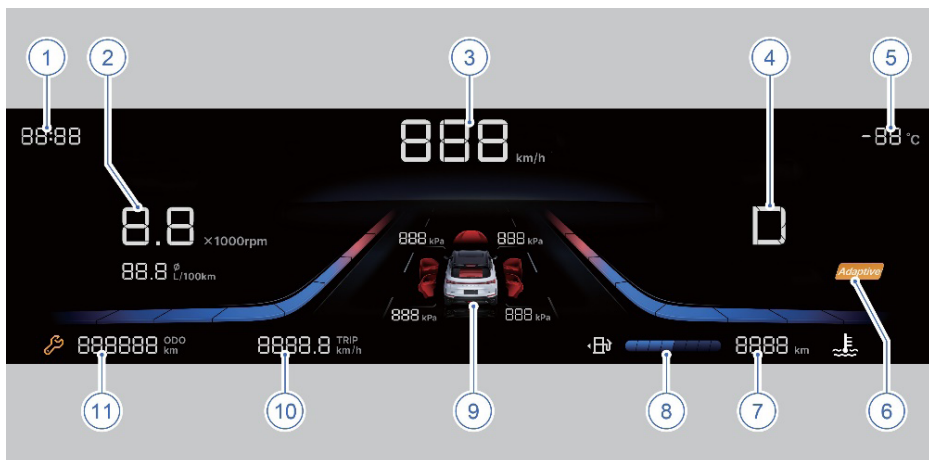 1
2
3
4
5
88:88
888 km/h
-88 °C
8.8 ×1000rpm
D
88.8 Ø L/100km
888 kPa
888 kPa
Adaptive
888 kPa
888 kPa
888888 ODO km
8888.8 TRIP km/h
8888 km
11
10
9
8
7
6